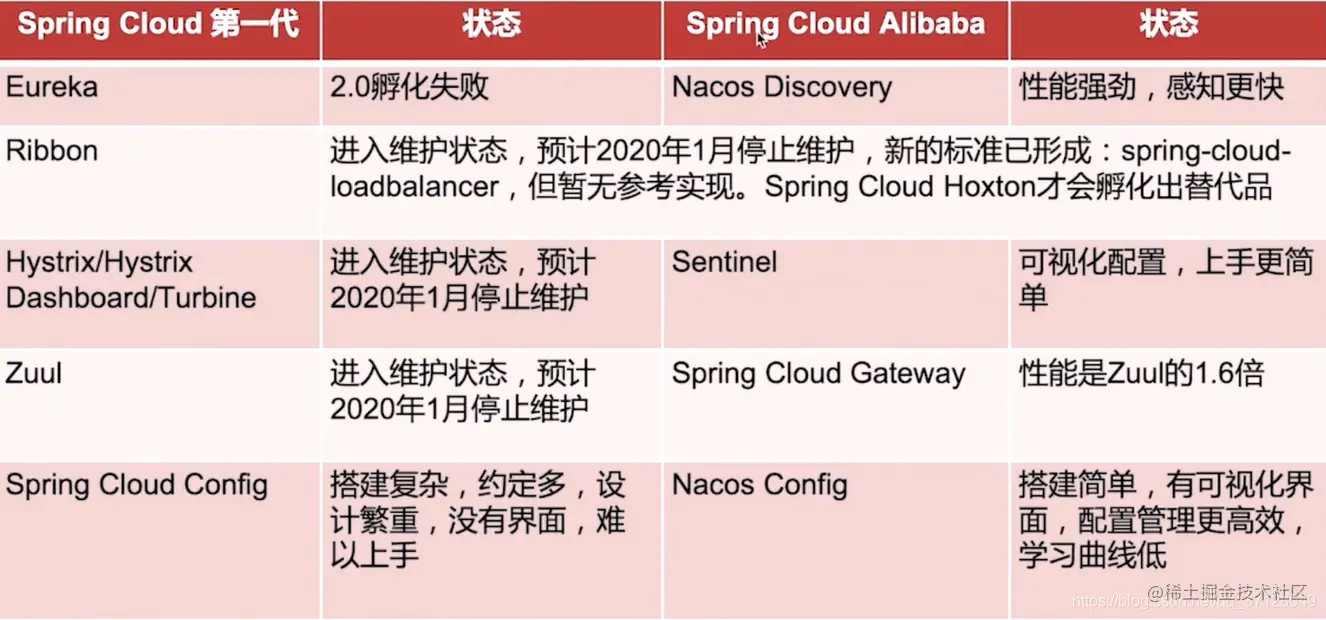 Spring Cloud 第一代
状态
Spring Cloud Alibaba
状态
Eureka
2.0孵化失败
Nacos Discovery
性能强劲，感知更快
Ribbon
进入维护状态，预计2020年1月停止维护，新的标准已形成：spring-cloud-
loadbalancer，但暂无参考实现。Spring Cloud Hoxton才会孵化出替代品
Hystrix/Hystrix
Dashboard/Turbine
进入维护状态，预计
2020年1月停止维护
Sentinel
可视化配置，上手更简
单
Zuul
进入维护状态，预计
2020年1月停止维护
Spring Cloud Gateway
性能是Zuul的1.6倍
Spring Cloud Config
搭建复杂，约定多，设
计繁重，没有界面，难
以上手
Nacos Config
搭建简单，有可视化界
面，配置管理更高效，
学习曲线低
@稀土掘金技术社区